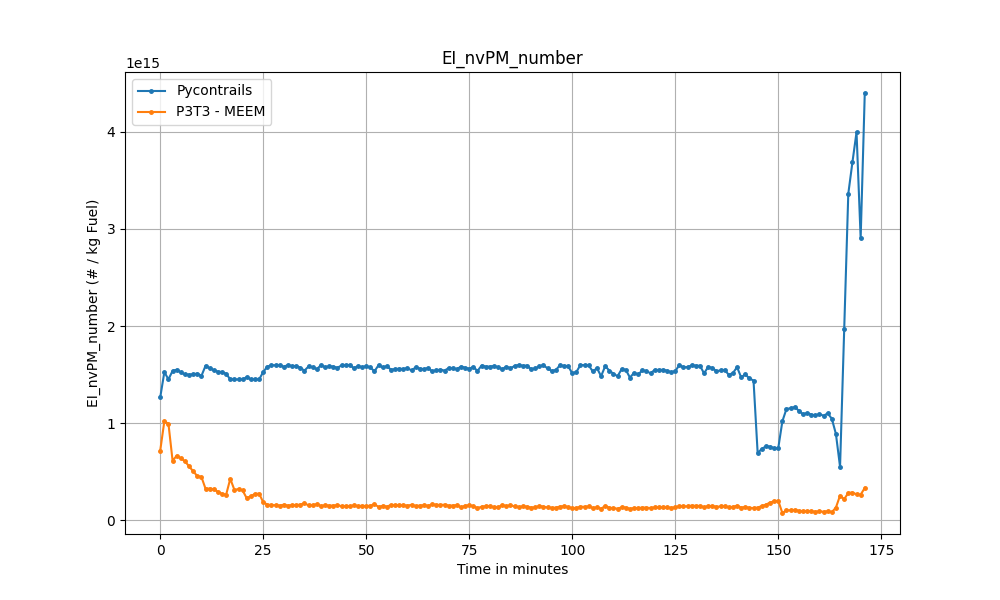 EI_nvPM_number
1e15
Pycontrails
P3T3 - MEEM
EI_nvPM_number (# / kg Fuel)
4
3
2
1
0
0 25 50 75 100 125 150 175
Time in minutes